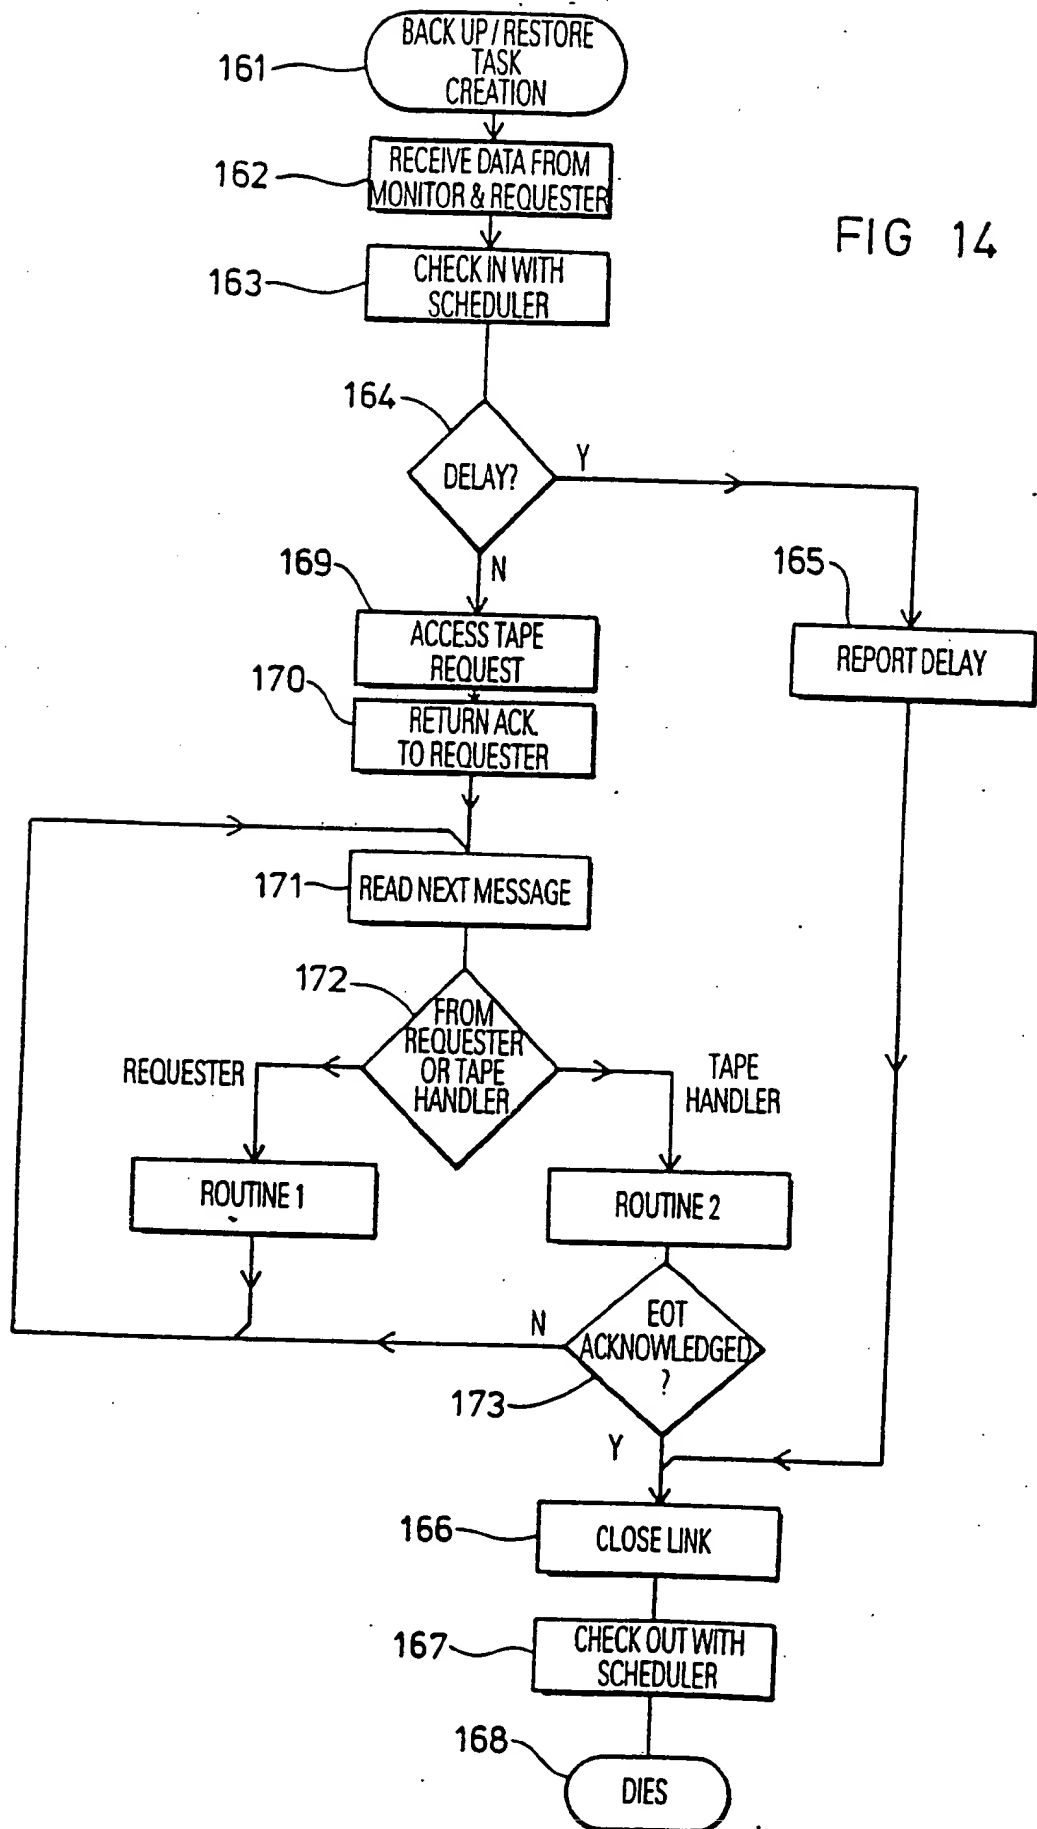 BACK UP / RESTORE
TASK
CREATION
161
RECEIVE DATA FROM
MONITOR & REQUESTER
162
FIG 14
CHECK IN WITH
SCHEDULER
163
164
DELAY?
Y
N
169
165
ACCESS TAPE
REQUEST
REPORT DELAY
170
RETURN ACK.
TO REQUESTER
171
READ NEXT MESSAGE
172
FROM
REQUESTER
OR TAPE
HANDLER
REQUESTER
TAPE
HANDLER
ROUTINE 1
ROUTINE 2
EOT
ACKNOWLEDGED
?
N
173
Y
166
CLOSE LINK
167
CHECK OUT WITH
SCHEDULER
168
DIES